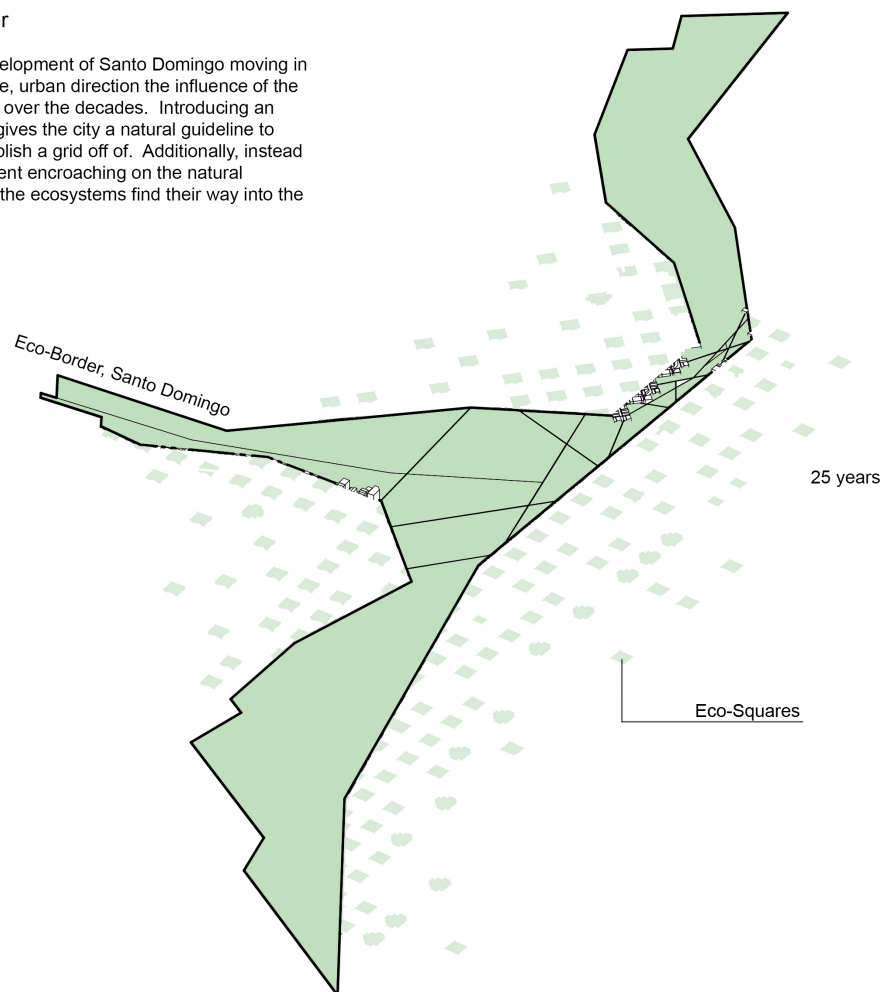 r
elopment of Santo Domingo moving in
e, urban direction the influence of the
over the decades.  Introducing an
gives the city a natural guideline to
blish a grid off of.  Additionally, instead
ent encroaching on the natural
the ecosystems find their way into the
Eco-Border, Santo Domingo
25 years
Eco-Squares